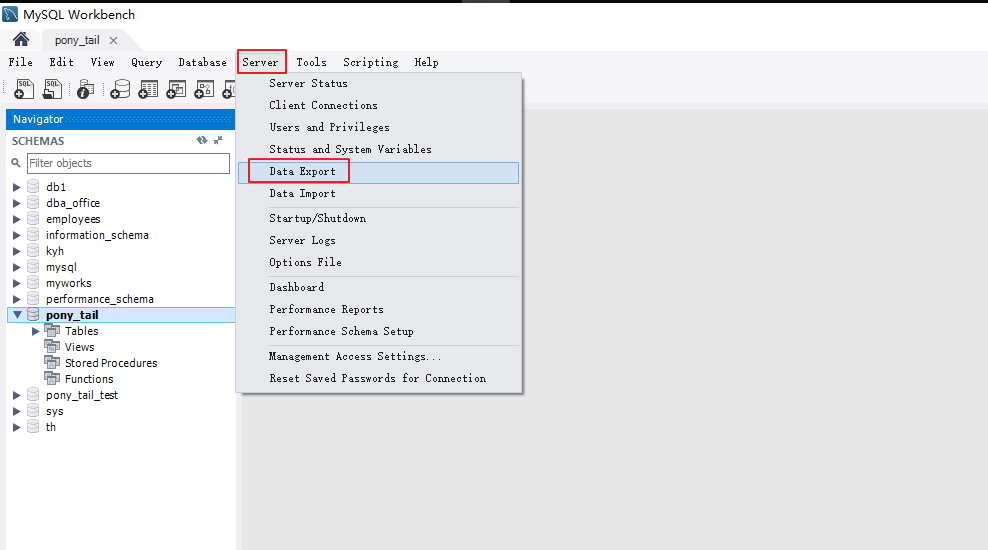 MySQL Workbench
pony_tail
File Edit View Query Database Server Tools Scripting Help
Navigator
SCHEMAS
Filter objects
db1
dba_office
employees
information_schema
kyh
mysql
myworks
performance_schema
pony_tail
Tables
Views
Stored Procedures
Functions
pony_tail_test
sys
th
Server Status
Client Connections
Users and Privileges
Status and System Variables
Data Export
Data Import
Startup/Shutdown
Server Logs
Options File
Dashboard
Performance Reports
Performance Schema Setup
Management Access Settings...
Reset Saved Passwords for Connection